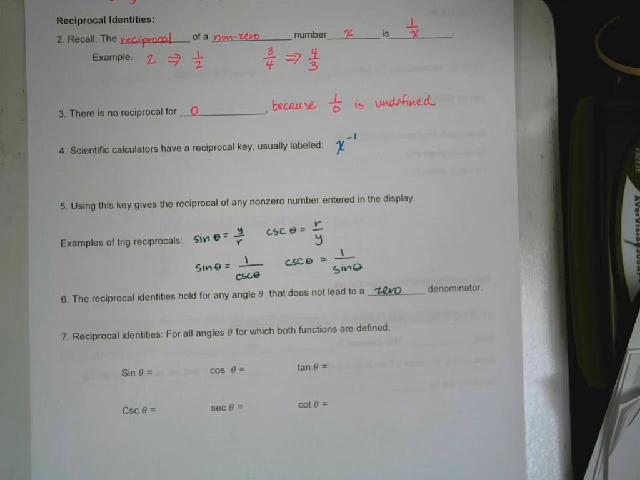 Reciprocal Identities:
2. Recall. The reciprocal of a non-zero number x is 1/x
Example. 2 ⇒ 1/2 3/4 ⇒ 4/3
3. There is no reciprocal for 0, because 1/0 is undefined
4. Scientific calculators have a reciprocal key, usually labeled: x⁻¹
5. Using this key gives the reciprocal of any nonzero number entered in the display.
Examples of trig reciprocals: sin θ = y/r csc θ = r/y
sin θ = 1/csc θ csc θ = 1/sin θ
6. The reciprocal identities hold for any angle θ that does not lead to a zero denominator.
7. Reciprocal identities: For all angles θ for which both functions are defined,
Sin θ = cos θ = tan θ =
Csc θ = sec θ = cot θ =